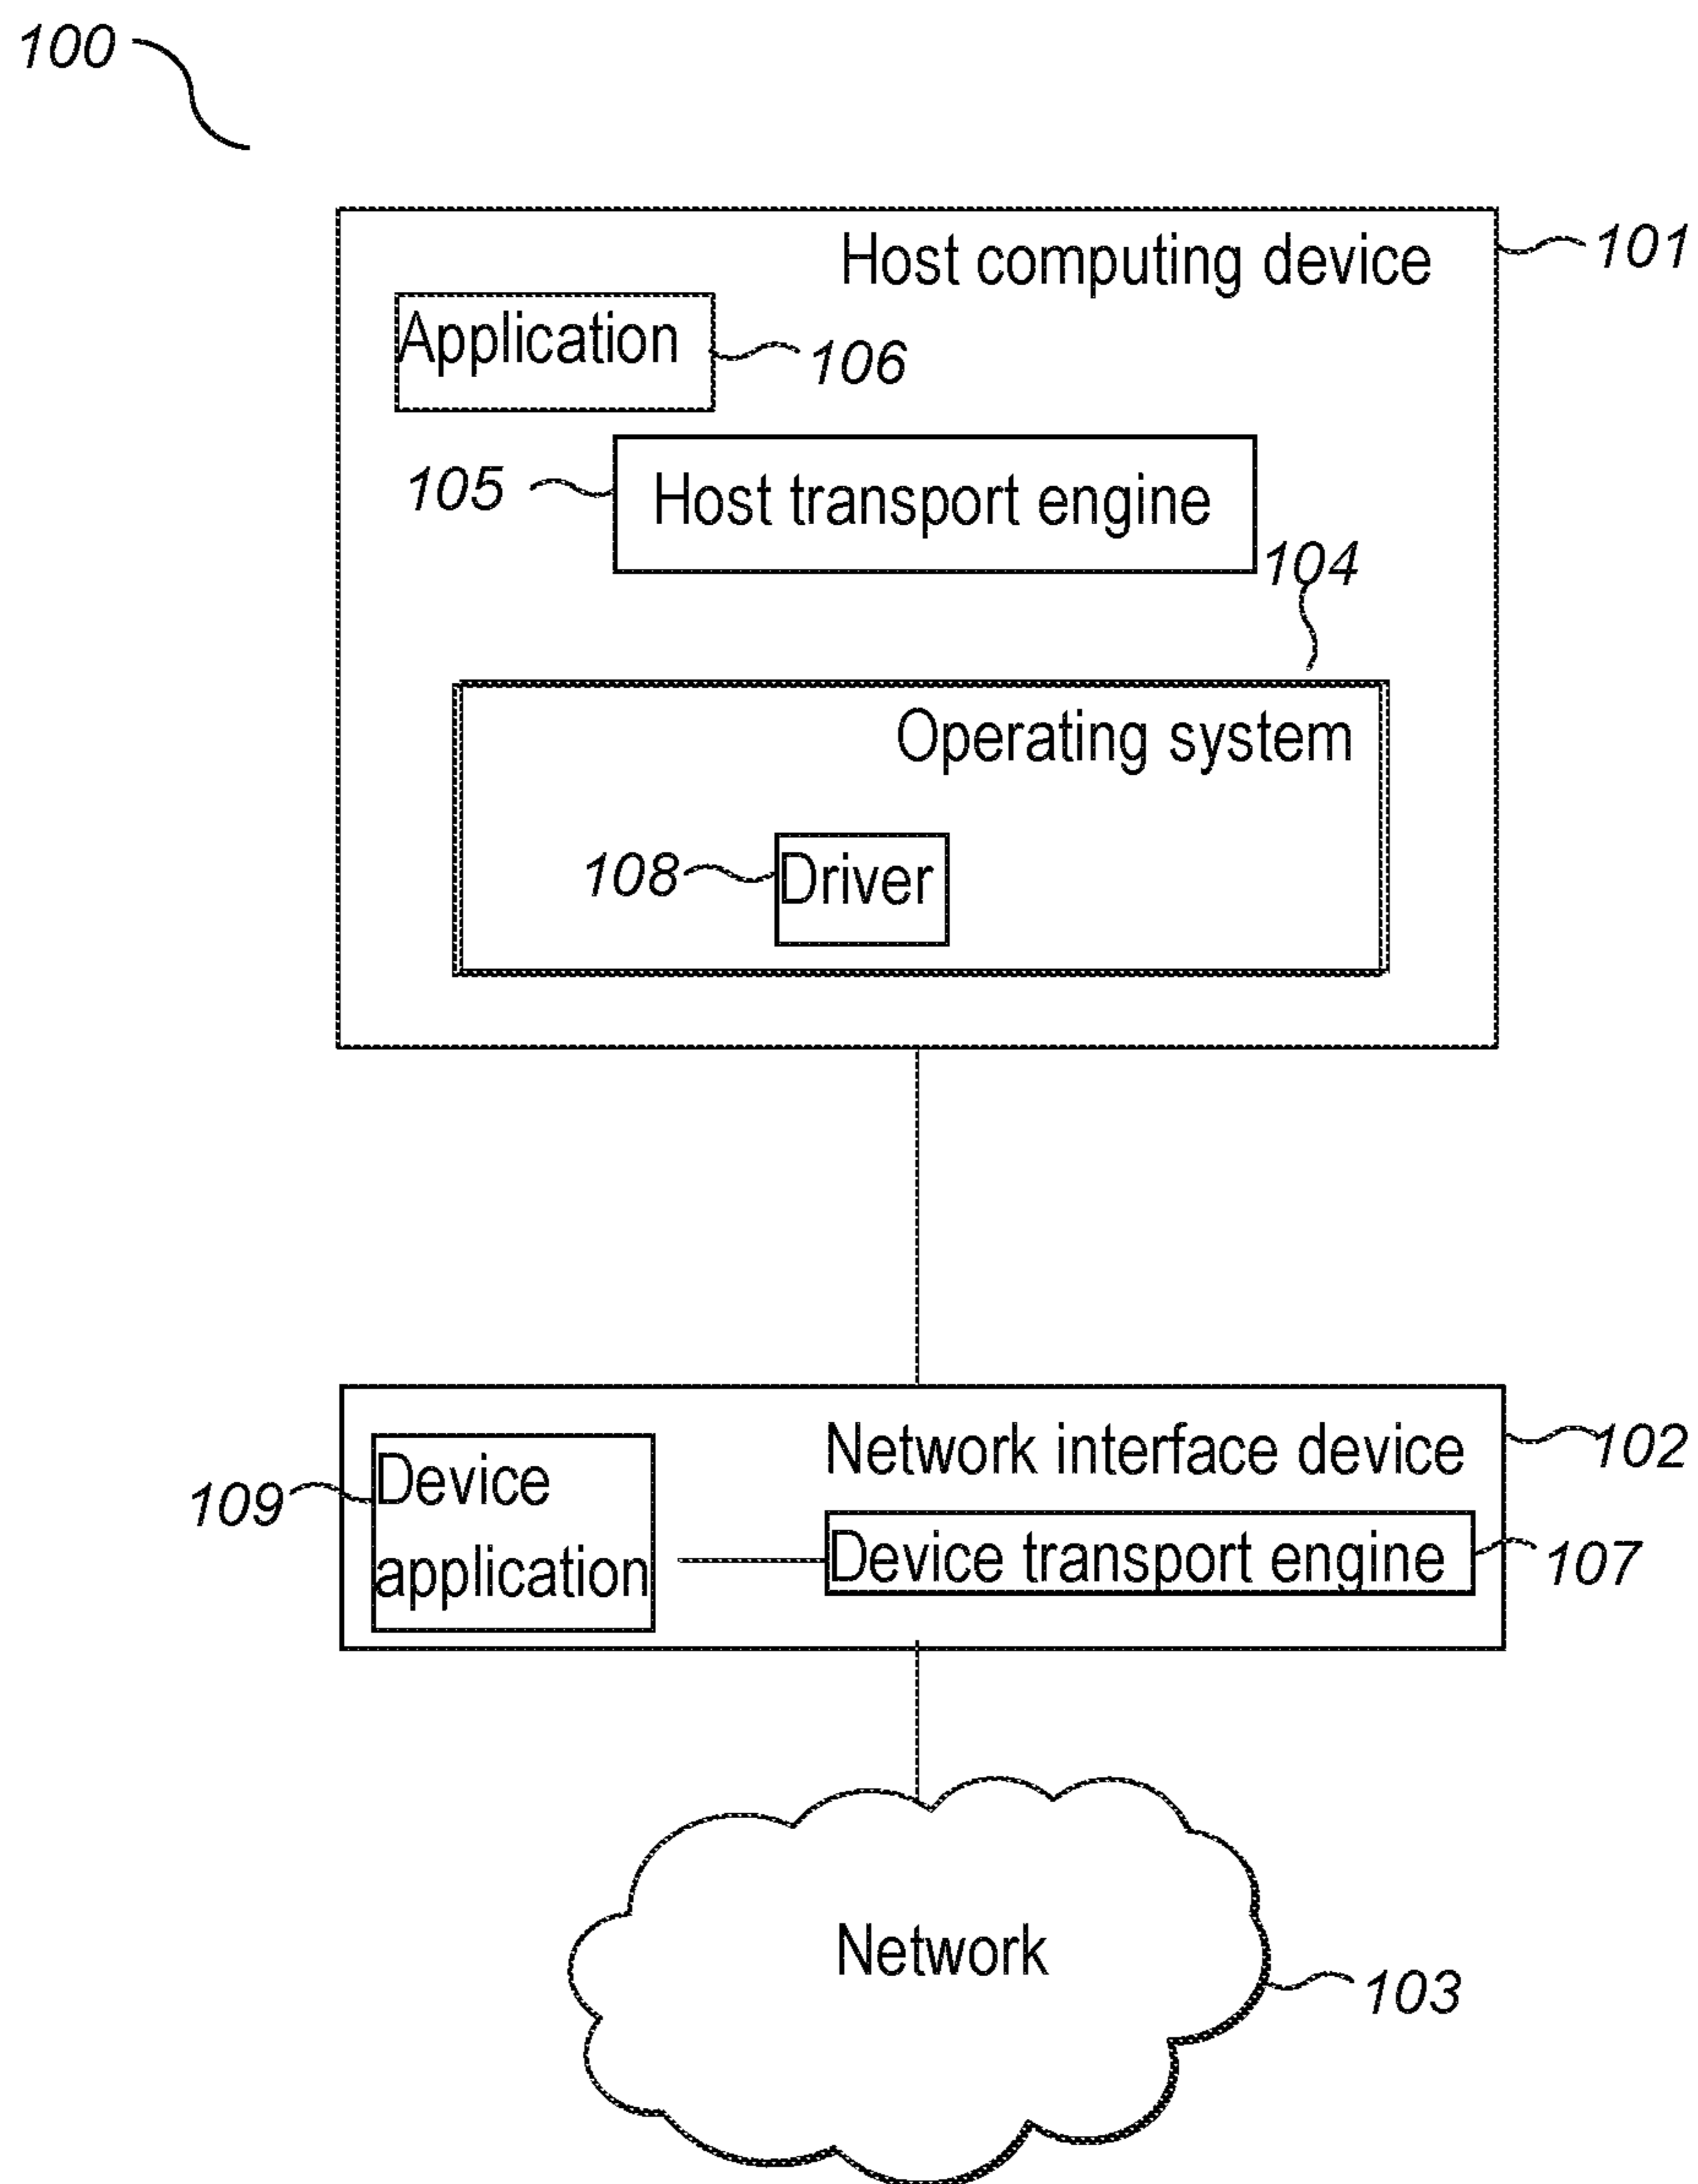 100
Host computing device
101
Application
106
105
Host transport engine
104
Operating system
108
Driver
Network interface device
102
109
Device
application
Device transport engine
107
Network
103